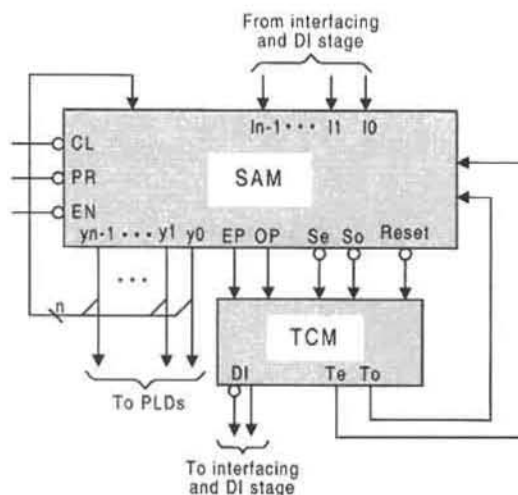 From interfacing
and DI stage
In-1 • • • I1 I0
CL
PR
EN
SAM
yn-1 • • • y1 y0 EP OP Se So Reset
• • •
n
TCM
DI Te To
To PLDs
To interfacing
and DI stage